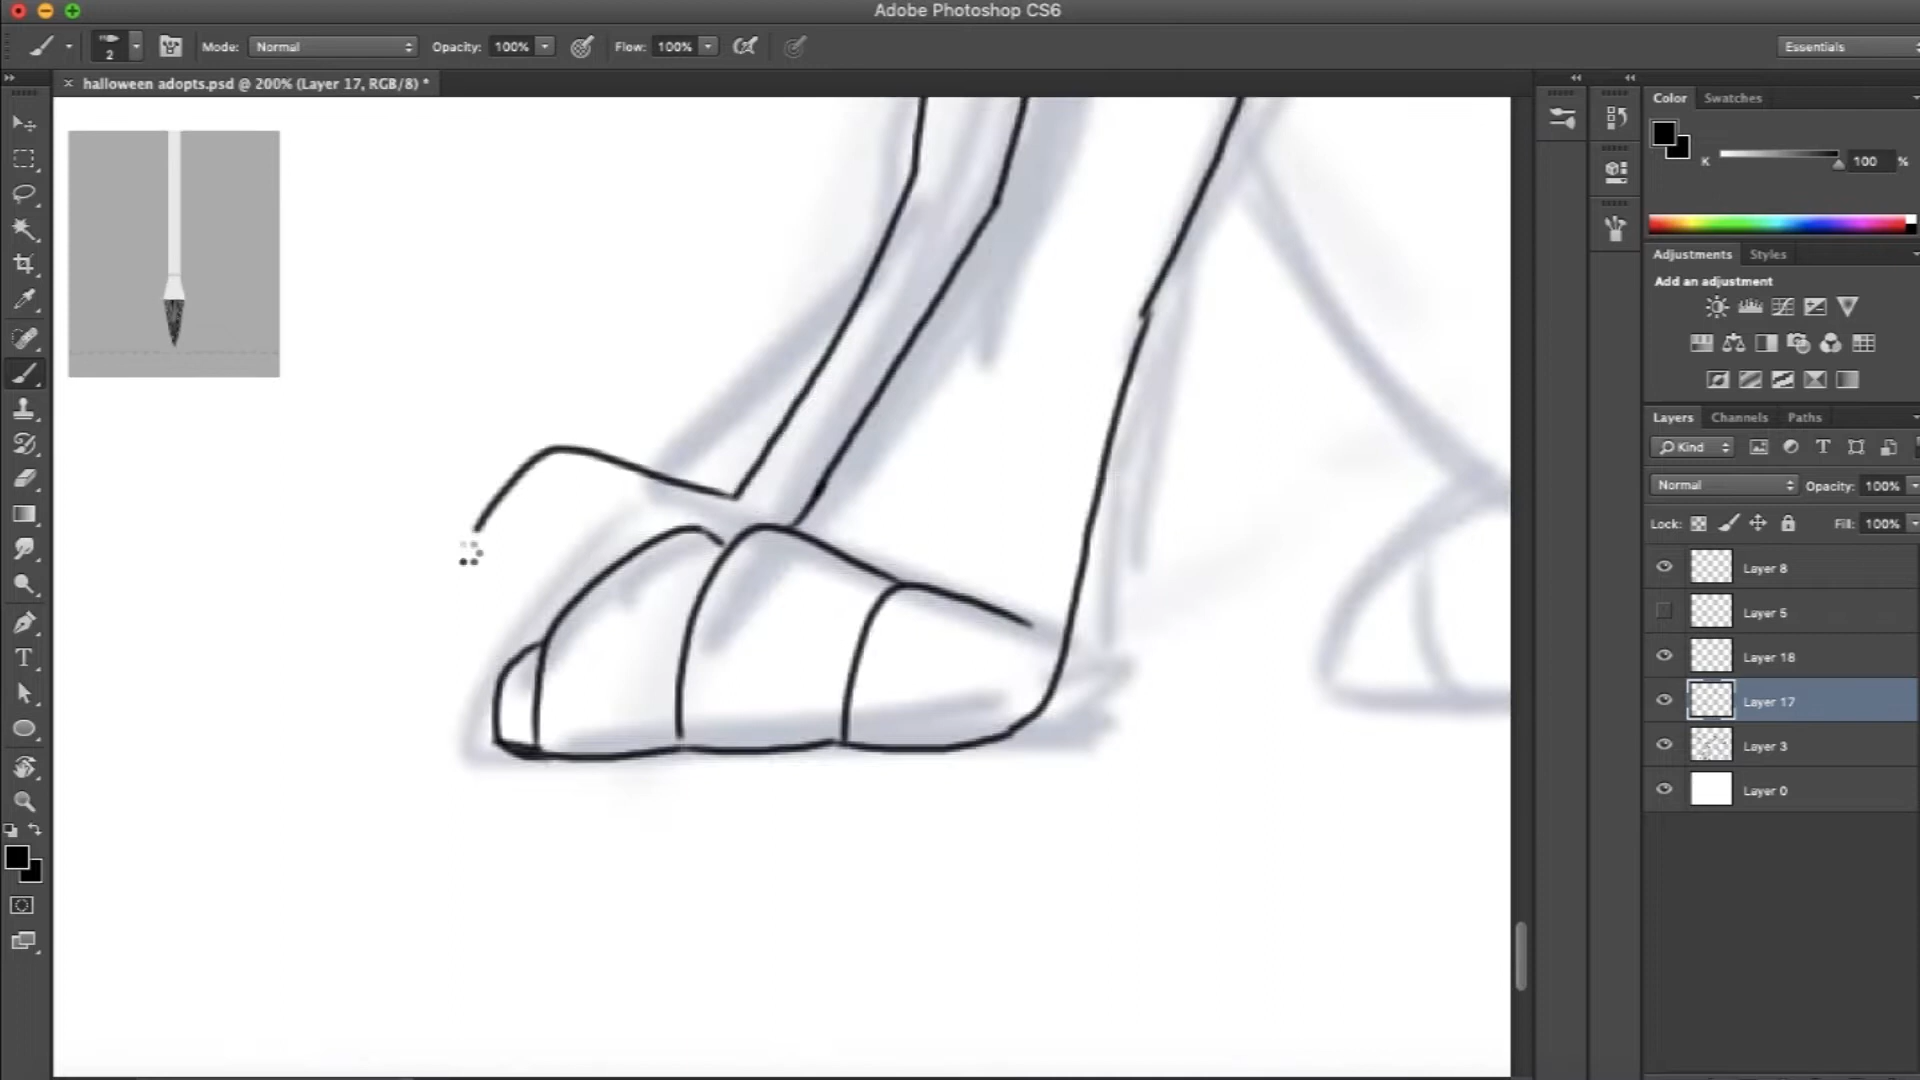 Adobe Photoshop CS6
2 Mode: Normal Opacity: 100% Flow: 100% Essentials
halloween adopts.psd @ 200% (Layer 17, RGB/8) *
Color Swatches
K 100 %
Adjustments Styles
Add an adjustment
Layers Channels Paths
Kind
Normal Opacity: 100%
Lock: Fill: 100%
Layer 8
Layer 5
Layer 18
Layer 17
Layer 3
Layer 0